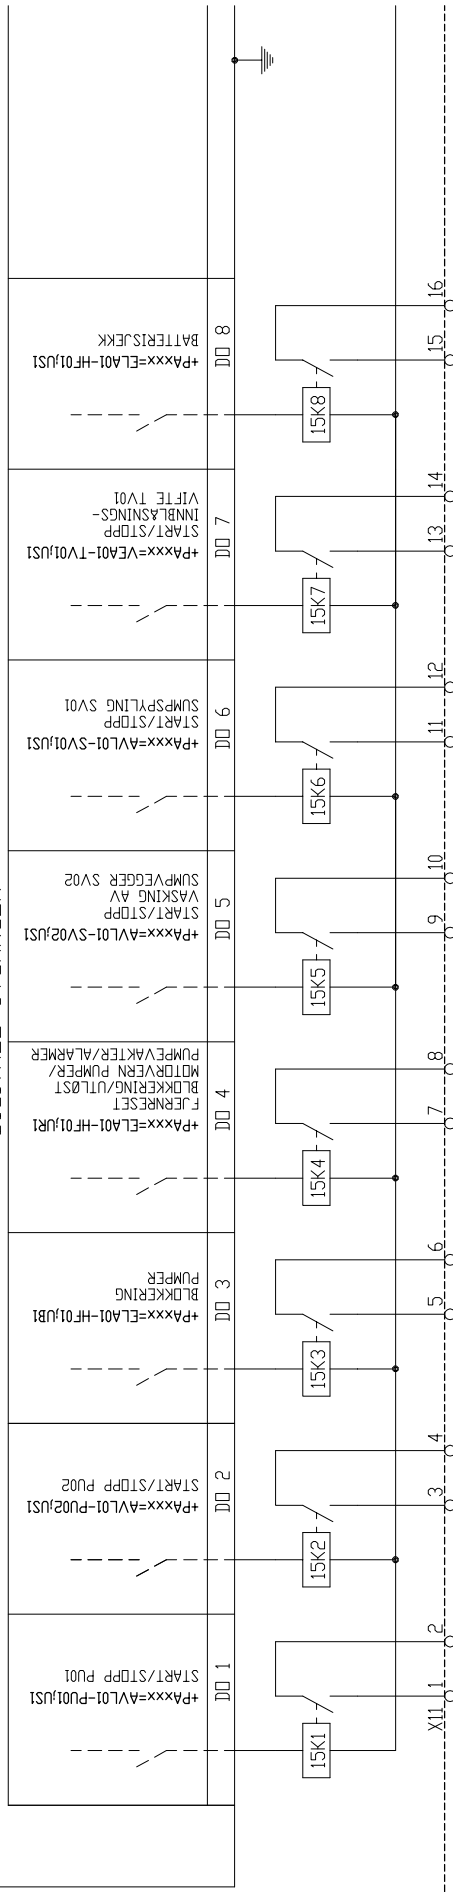 +PAxxx=AVL01-PU01;US1
START/STOPP PU01
DO 1
+PAxxx=AVL01-PU02;US1
START/STOPP PU02
DO 2
+PAxxx=ELA01-HF01;UB1
BLOKKERING
PUMPER
DO 3
+PAxxx=ELA01-HF01;UR1
FJERNRESET
BLOKKERING/UTLØST
MOTORVERN PUMPER/
PUMPEVAKTER/ALARMER
DO 4
+PAxxx=AVL01-SV02;US1
START/STOPP
VASKING AV
SUMPVEGGER SV02
DO 5
+PAxxx=AVL01-SV01;US1
START/STOPP
SUMPSPYLING SV01
DO 6
+PAxxx=VEA01-TV01;US1
START/STOPP
INNBLÅSNINGS-
VIFTE TV01
DO 7
+PAxxx=ELA01-HF01;US1
BATTERISJEKK
DO 8
15K1
15K2
15K3
15K4
15K5
15K6
15K7
15K8
X11 1 2 3 4 5 6 7 8 9 10 11 12 13 14 15 16